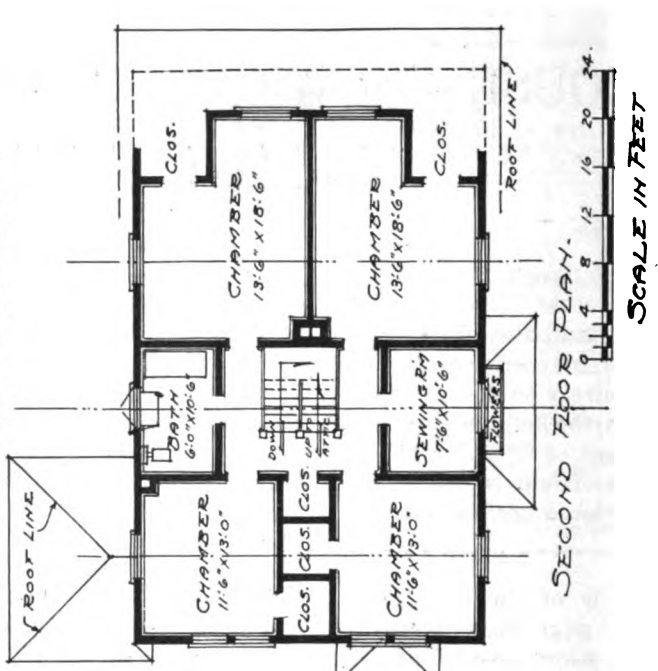 CLOS.
CLOS.
ROOF LINE
CHAMBER
13'-6" X 18'-6"
CHAMBER
13'-6" X 18'-6"
BATH
6'-0" X 10'-6"
DOWN
UP TO
ATTIC
SEWING RM
7'-6" X 10'-6"
FLOWERS
ROOF LINE
CHAMBER
11'-6" X 13'-0"
CLOS.
CLOS.
CLOS.
CHAMBER
11'-6" X 13'-0"
SECOND FLOOR PLAN.
0 4 8 12 16 20 24.
SCALE IN FEET